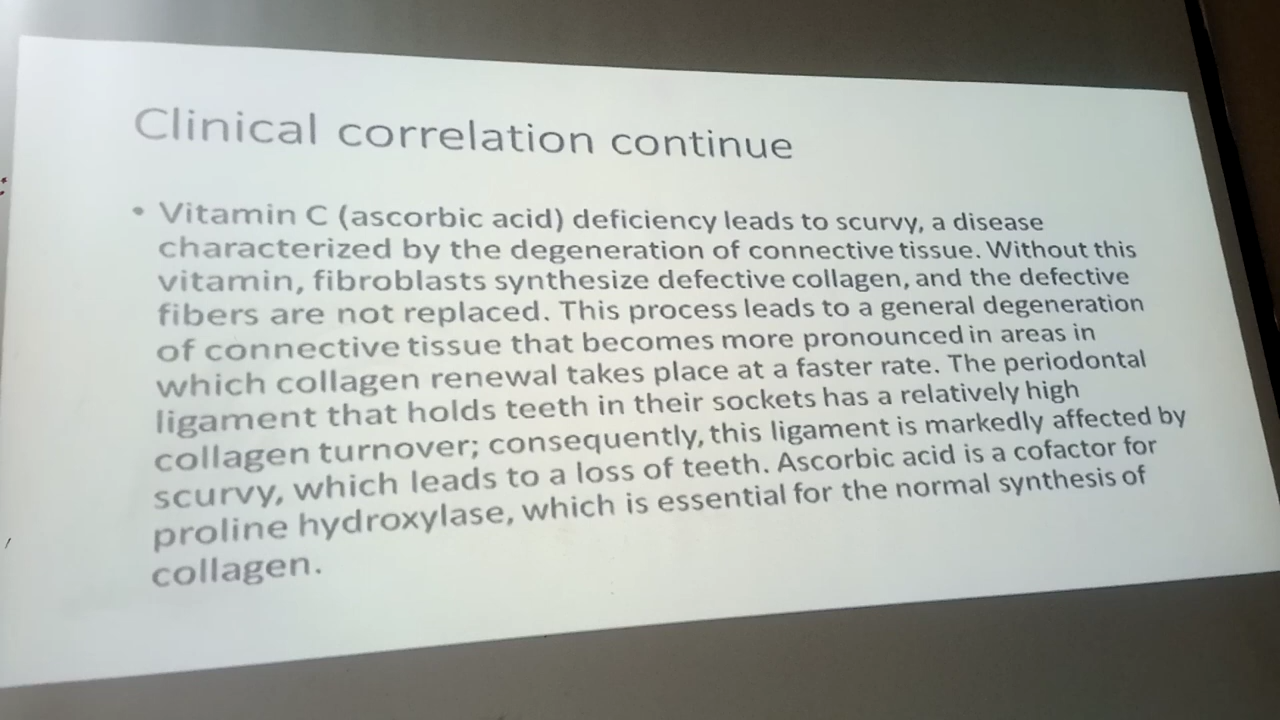 Clinical correlation continue
• Vitamin C (ascorbic acid) deficiency leads to scurvy, a disease
characterized by the degeneration of connective tissue. Without this
vitamin, fibroblasts synthesize defective collagen, and the defective
fibers are not replaced. This process leads to a general degeneration
of connective tissue that becomes more pronounced in areas in
which collagen renewal takes place at a faster rate. The periodontal
ligament that holds teeth in their sockets has a relatively high
collagen turnover; consequently, this ligament is markedly affected by
scurvy, which leads to a loss of teeth. Ascorbic acid is a cofactor for
proline hydroxylase, which is essential for the normal synthesis of
collagen.